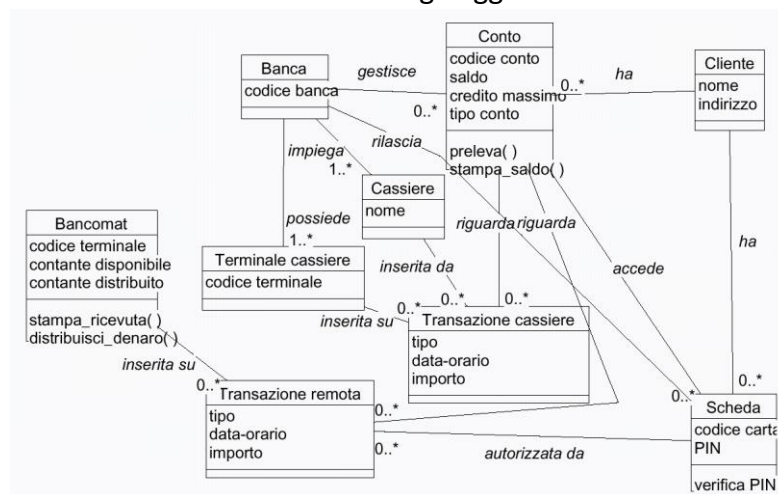 Conto
codice conto
saldo
credito massimo
tipo conto
preleva( )
stampa_saldo( )
Banca
codice banca
gestisce
0..*
0..*
ha
Cliente
nome
indirizzo
impiega
1..*
rilascia
Cassiere
nome
possiede
1..*
riguarda
riguarda
ha
Bancomat
codice terminale
contante disponibile
contante distribuito
stampa_ricevuta( )
distribuisci_denaro( )
Terminale cassiere
codice terminale
inserita da
accede
inserita su
0..*
0..*
0..*
Transazione cassiere
tipo
data-orario
importo
inserita su
0..*
Transazione remota
tipo
data-orario
importo
0..*
0..*
autorizzata da
0..*
0..*
Scheda
codice carta
PIN
verifica PIN